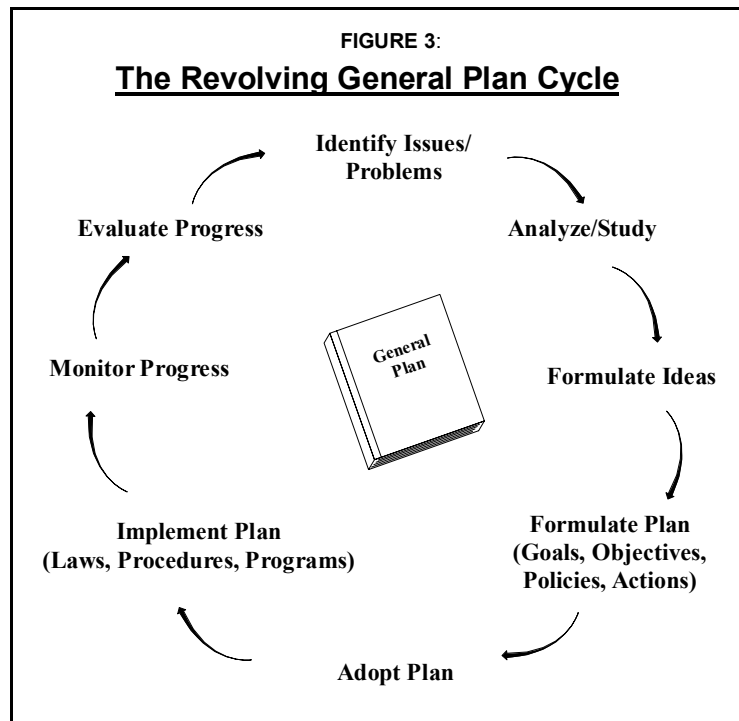 FIGURE 3:
The Revolving General Plan Cycle
Identify Issues/
Problems
Analyze/Study
Formulate Ideas
Formulate Plan
(Goals, Objectives,
Policies, Actions)
Adopt Plan
Implement Plan
(Laws, Procedures, Programs)
Monitor Progress
Evaluate Progress
General
Plan